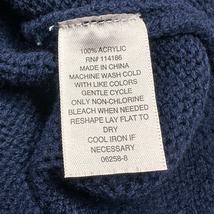 100% ACRYLIC
RN# 114186
MADE IN CHINA
MACHINE WASH COLD
WITH LIKE COLORS
GENTLE CYCLE
ONLY NON-CHLORINE
BLEACH WHEN NEEDED
RESHAPE LAY FLAT TO
DRY
COOL IRON IF
NECESSARY
06258-8